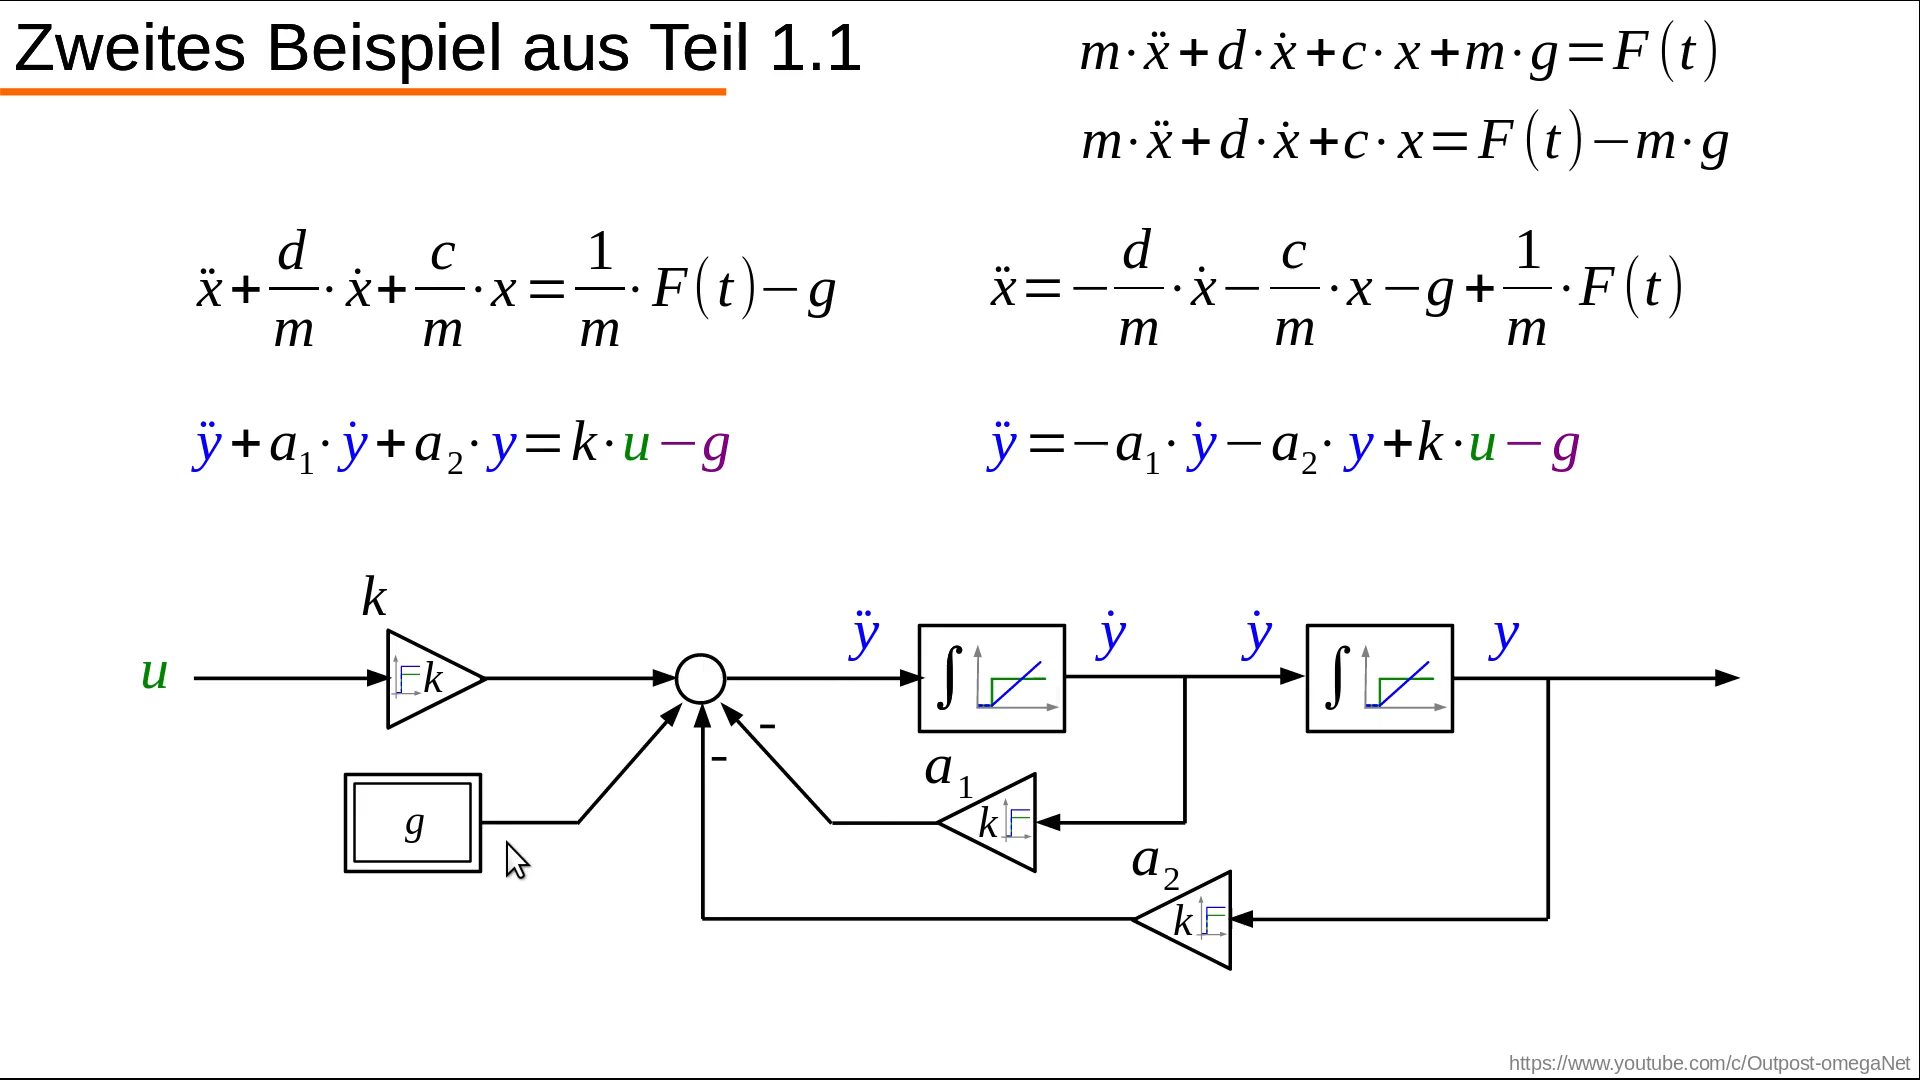 Zweites Beispiel aus Teil 1.1
m·ẍ+d·ẋ+c·x+m·g=F(t)
m·ẍ+d·ẋ+c·x=F(t)−m·g
ẍ+d/m·ẋ+c/m·x=1/m·F(t)−g
ẍ=−d/m·ẋ−c/m·x−g+1/m·F(t)
ÿ+a₁·ẏ+a₂·y=k·u−g
ÿ=−a₁·ẏ−a₂·y+k·u−g
k
u
k
ÿ
∫
ẏ
ẏ
∫
y
-
-
g
a₁
k
a₂
k
https://www.youtube.com/c/Outpost-omegaNet